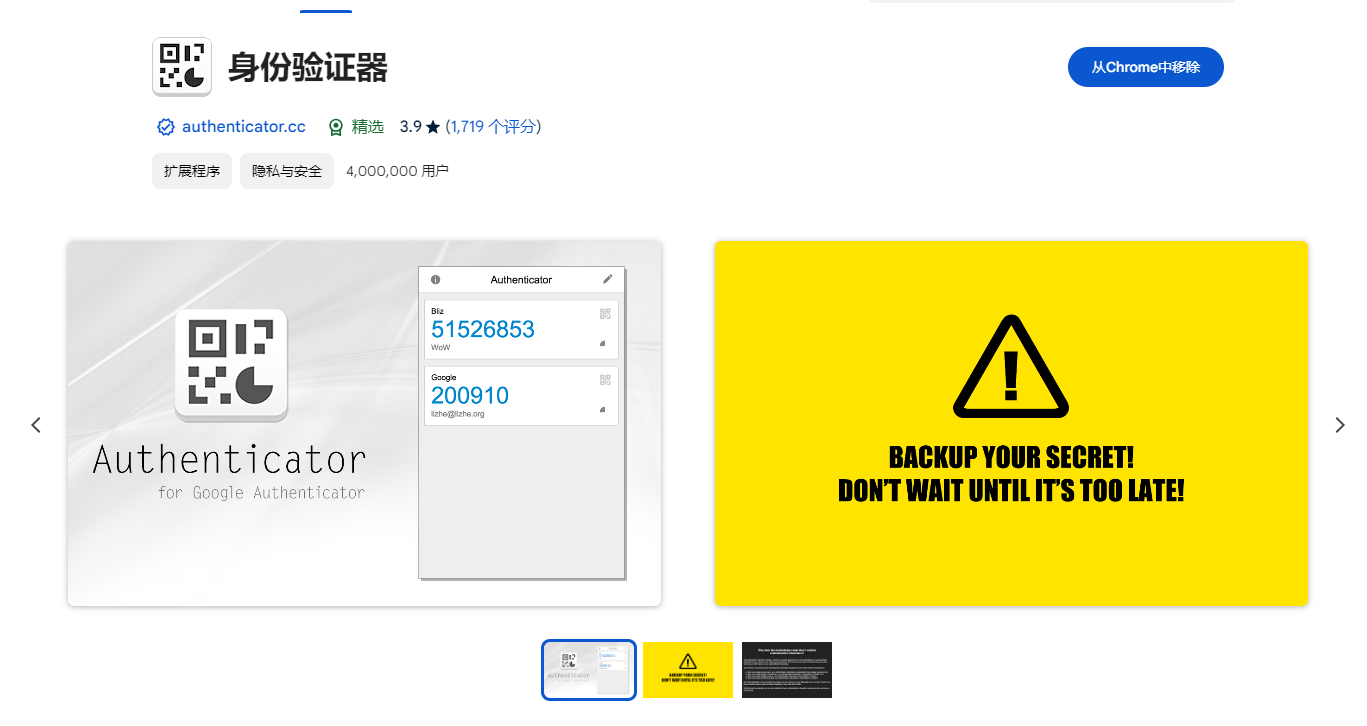 身份验证器
从Chrome中移除
authenticator.cc 精选 3.9 ★ (1,719 个评分)
扩展程序 隐私与安全 4,000,000 用户
Authenticator
for Google Authenticator
Authenticator
Bliz
51526853
WoW
Google
200910
lizhe@lizhe.org
BACKUP YOUR SECRET!
DON'T WAIT UNTIL IT'S TOO LATE!
BACKUP YOUR SECRET!
DON'T WAIT UNTIL IT'S TOO LATE!